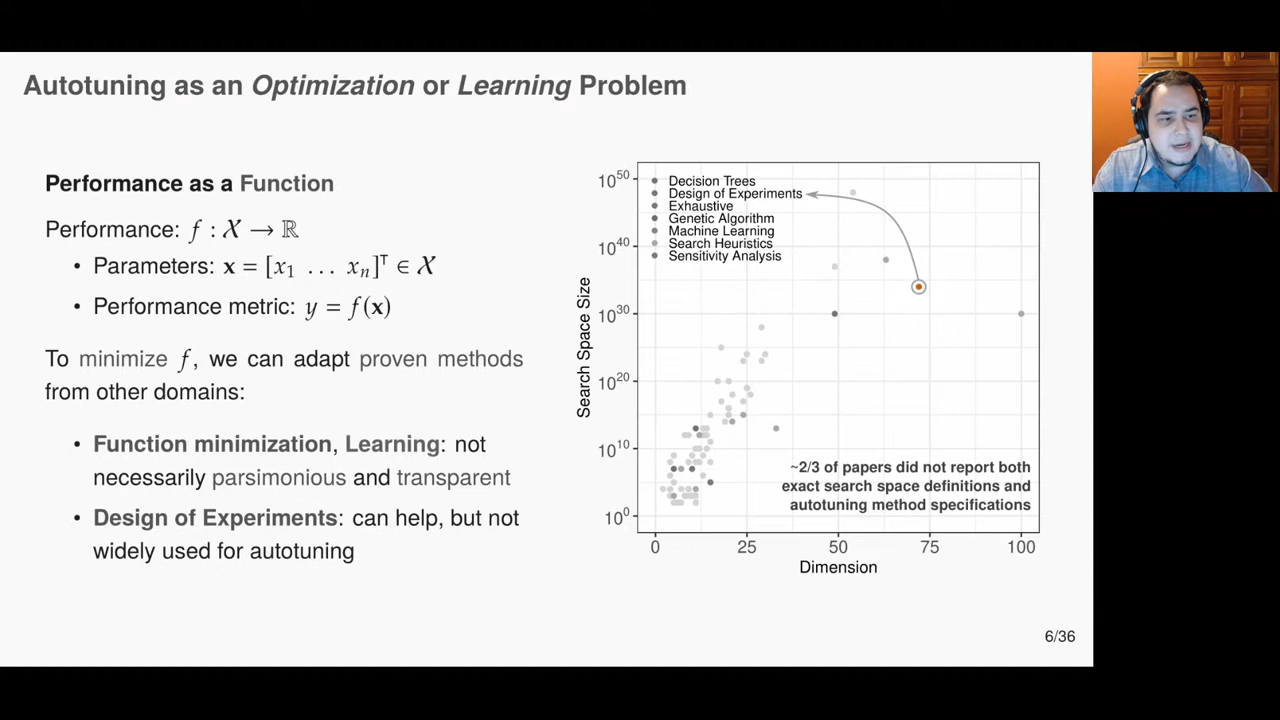 Autotuning as an Optimization or Learning Problem
Performance as a Function
Performance: f : 𝒳 → ℝ
• Parameters: x = [x₁ … xₙ]ᵀ ∈ 𝒳
• Performance metric: y = f(x)
To minimize f, we can adapt proven methods
from other domains:
• Function minimization, Learning: not
necessarily parsimonious and transparent
• Design of Experiments: can help, but not
widely used for autotuning
Search Space Size
10⁵⁰
10⁴⁰
10³⁰
10²⁰
10¹⁰
10⁰
Decision Trees
Design of Experiments
Exhaustive
Genetic Algorithm
Machine Learning
Search Heuristics
Sensitivity Analysis
~2/3 of papers did not report both
exact search space definitions and
autotuning method specifications
0 25 50 75 100
Dimension
6/36